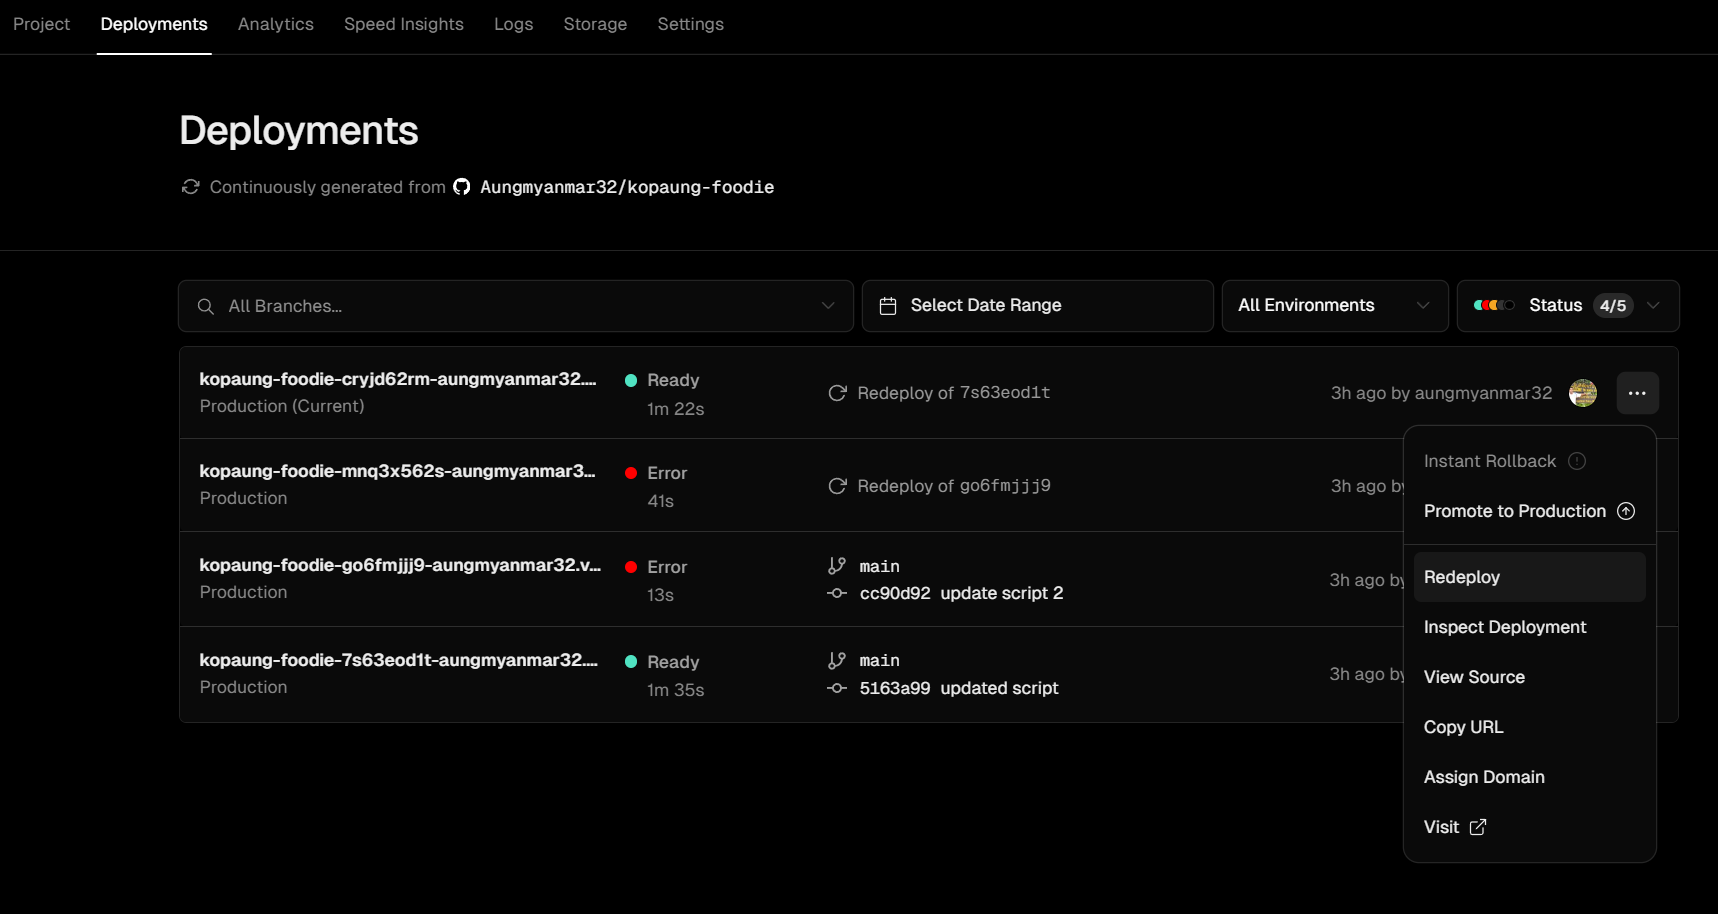 Project Deployments Analytics Speed Insights Logs Storage Settings
Deployments
Continuously generated from Aungmyanmar32/kopaung-foodie
All Branches... Select Date Range All Environments Status 4/5
kopaung-foodie-cryjd62rm-aungmyanmar32.... Ready Redeploy of 7s63eod1t 3h ago by aungmyanmar32
Production (Current) 1m 22s
kopaung-foodie-mnq3x562s-aungmyanmar3... Error Redeploy of go6fmjjj9 3h ago by
Production 41s
kopaung-foodie-go6fmjjj9-aungmyanmar32.v... Error main 3h ago by
Production 13s cc90d92 update script 2
kopaung-foodie-7s63eod1t-aungmyanmar32.... Ready main 3h ago by
Production 1m 35s 5163a99 updated script
Instant Rollback
Promote to Production
Redeploy
Inspect Deployment
View Source
Copy URL
Assign Domain
Visit